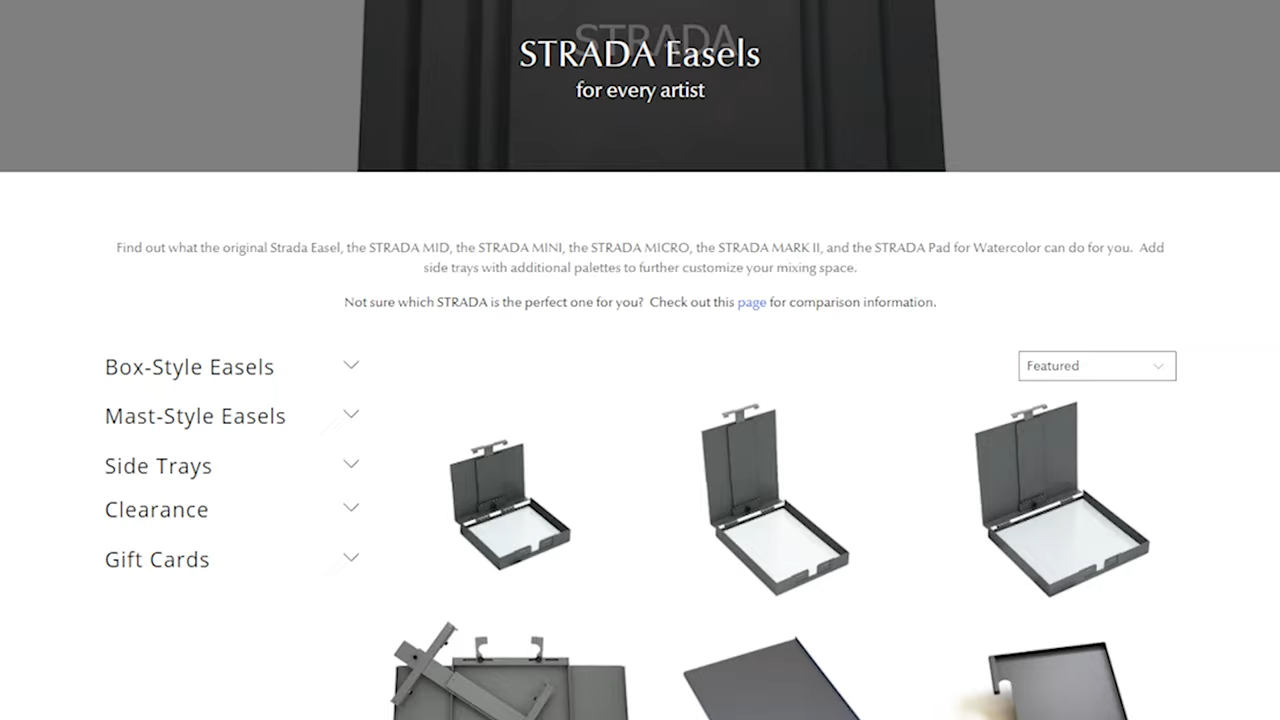 STRADA
STRADA Easels
for every artist
Find out what the original Strada Easel, the STRADA MID, the STRADA MINI, the STRADA MICRO, the STRADA MARK II, and the STRADA Pad for Watercolor can do for you. Add
side trays with additional palettes to further customize your mixing space.
Not sure which STRADA is the perfect one for you? Check out this page for comparison information.
Box-Style Easels
Featured
Mast-Style Easels
Side Trays
Clearance
Gift Cards